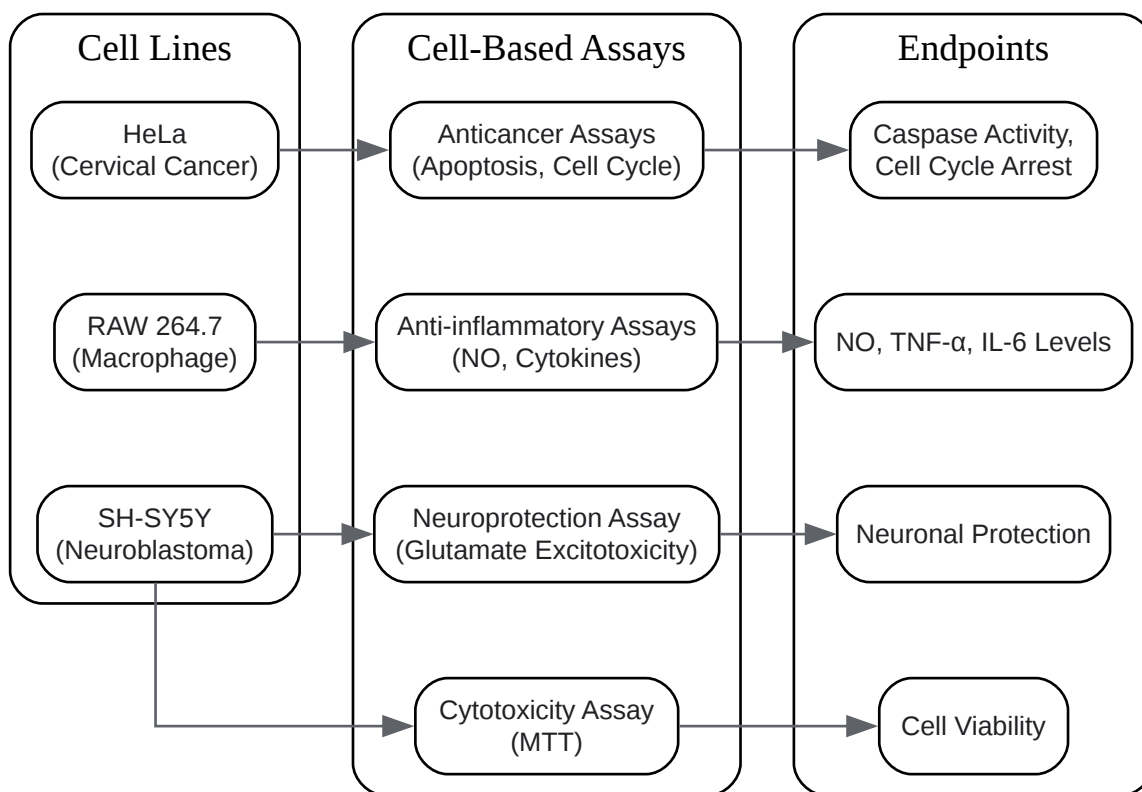 Cell Lines
Cell-Based Assays
Endpoints
HeLa
(Cervical Cancer)
Anticancer Assays
(Apoptosis, Cell Cycle)
Caspase Activity,
Cell Cycle Arrest
RAW 264.7
(Macrophage)
Anti-inflammatory Assays
(NO, Cytokines)
NO, TNF-α, IL-6 Levels
SH-SY5Y
(Neuroblastoma)
Neuroprotection Assay
(Glutamate Excitotoxicity)
Neuronal Protection
Cytotoxicity Assay
(MTT)
Cell Viability